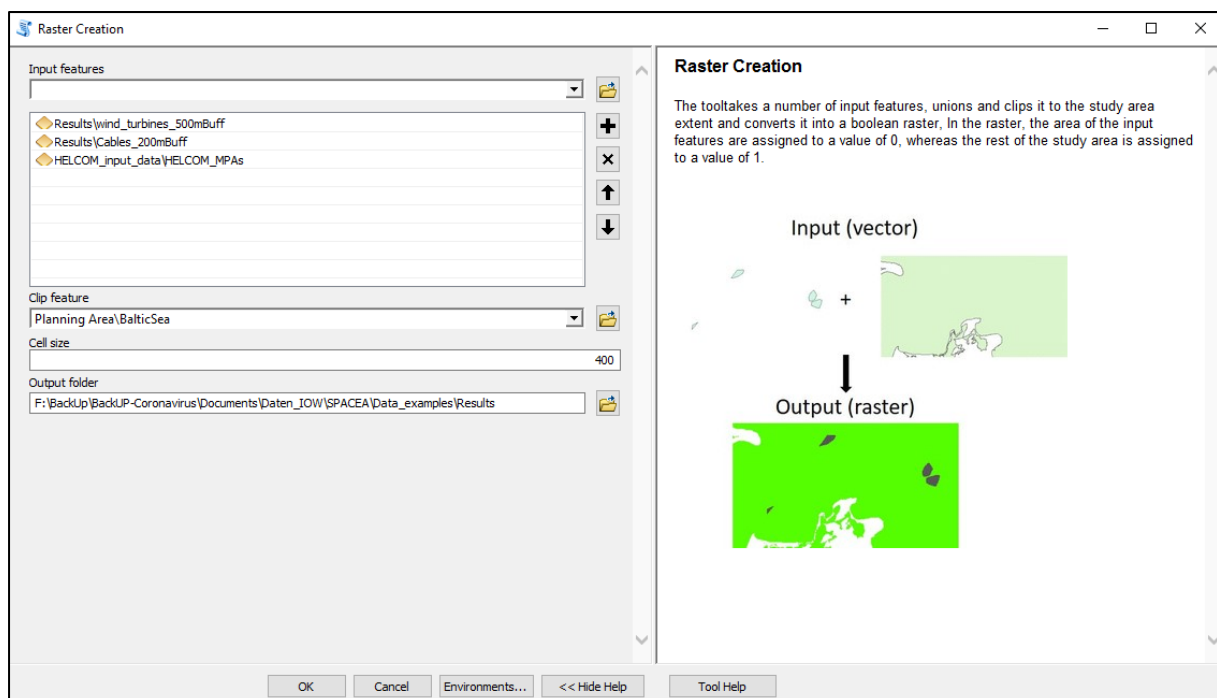 Raster Creation
Input features
Results\wind_turbines_500mBuff
Results\Cables_200mBuff
HELCOM_input_data\HELCOM_MPAs
Clip feature
Planning Area\BalticSea
Cell size
400
Output folder
F:\BackUp\BackUP-Coronavirus\Documents\Daten_IOW\SPACEA\Data_examples\Results
OK
Cancel
Environments...
<< Hide Help
Tool Help
Raster Creation
The tooltakes a number of input features, unions and clips it to the study area
extent and converts it into a boolean raster, In the raster, the area of the input
features are assigned to a value of 0, whereas the rest of the study area is assigned
to a value of 1.
Input (vector)
+
Output (raster)